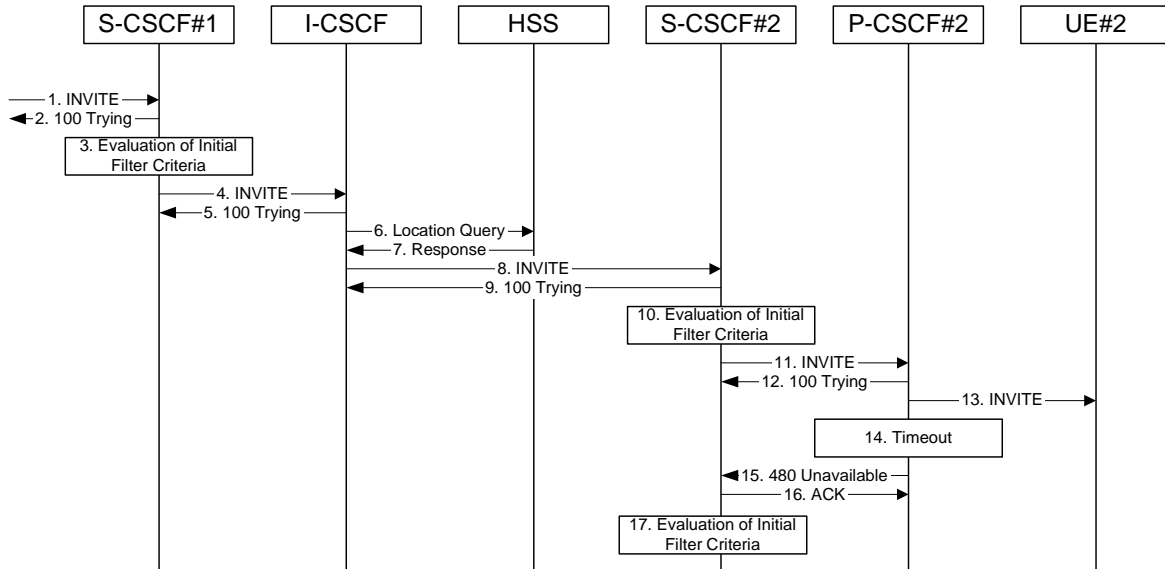 S-CSCF#1
I-CSCF
HSS
S-CSCF#2
P-CSCF#2
UE#2
1. INVITE
2. 100 Trying
3. Evaluation of Initial
Filter Criteria
4. INVITE
5. 100 Trying
6. Location Query
7. Response
8. INVITE
9. 100 Trying
10. Evaluation of Initial
Filter Criteria
11. INVITE
12. 100 Trying
13. INVITE
14. Timeout
15. 480 Unavailable
16. ACK
17. Evaluation of Initial
Filter Criteria